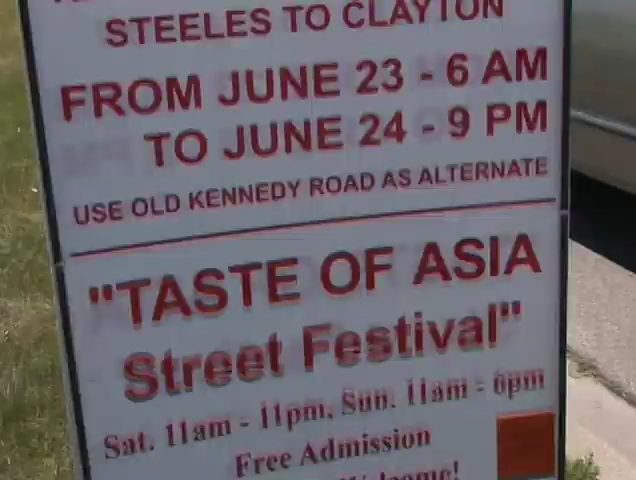 STEELES TO CLAYTON
FROM JUNE 23 - 6 AM
TO JUNE 24 - 9 PM
USE OLD KENNEDY ROAD AS ALTERNATE
"TASTE OF ASIA
Street Festival"
Sat. 11am - 11pm, Sun. 11am - 6pm
Free Admission
Welcome!